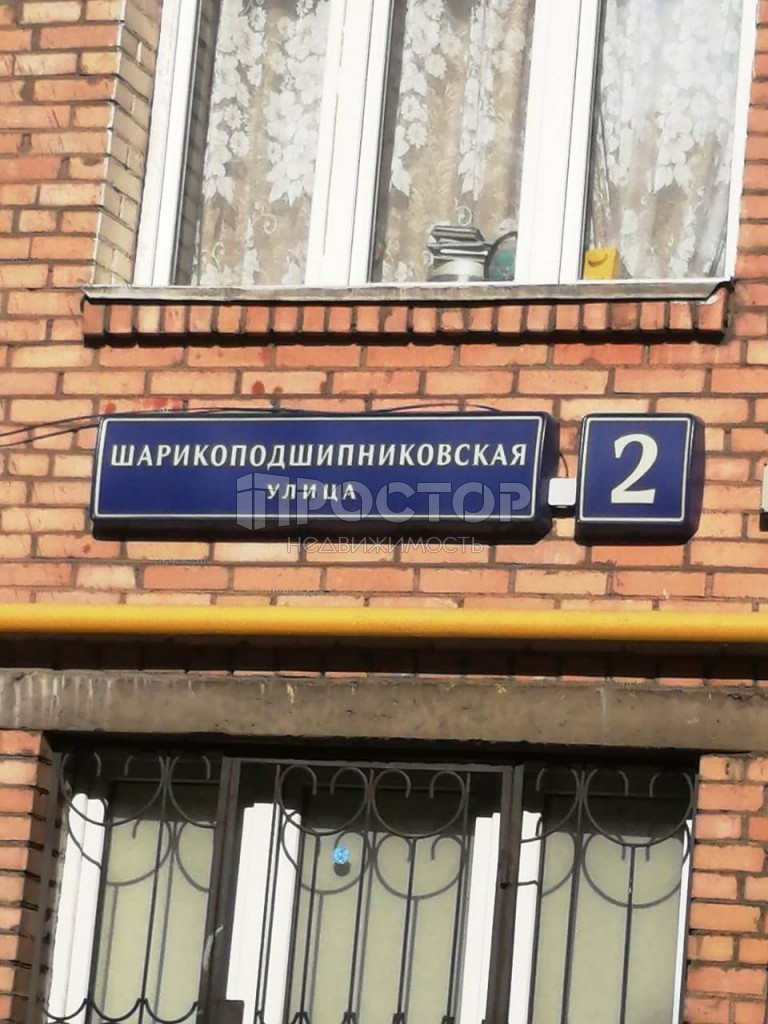 ШАРИКОПОДШИПНИКОВСКАЯ
УЛИЦА
2
ПРОСТОР
НЕДВИЖИМОСТЬ